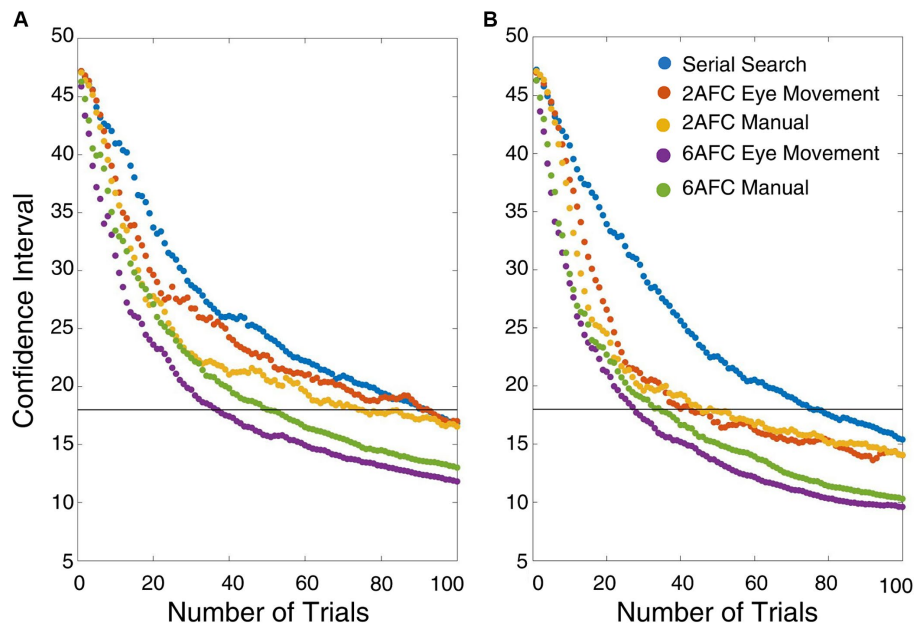 A
B
50
45
40
35
30
25
20
15
10
5
0 20 40 60 80 100
Confidence Interval
Number of Trials
50
45
40
35
30
25
20
15
10
5
0 20 40 60 80 100
Number of Trials
Serial Search
2AFC Eye Movement
2AFC Manual
6AFC Eye Movement
6AFC Manual